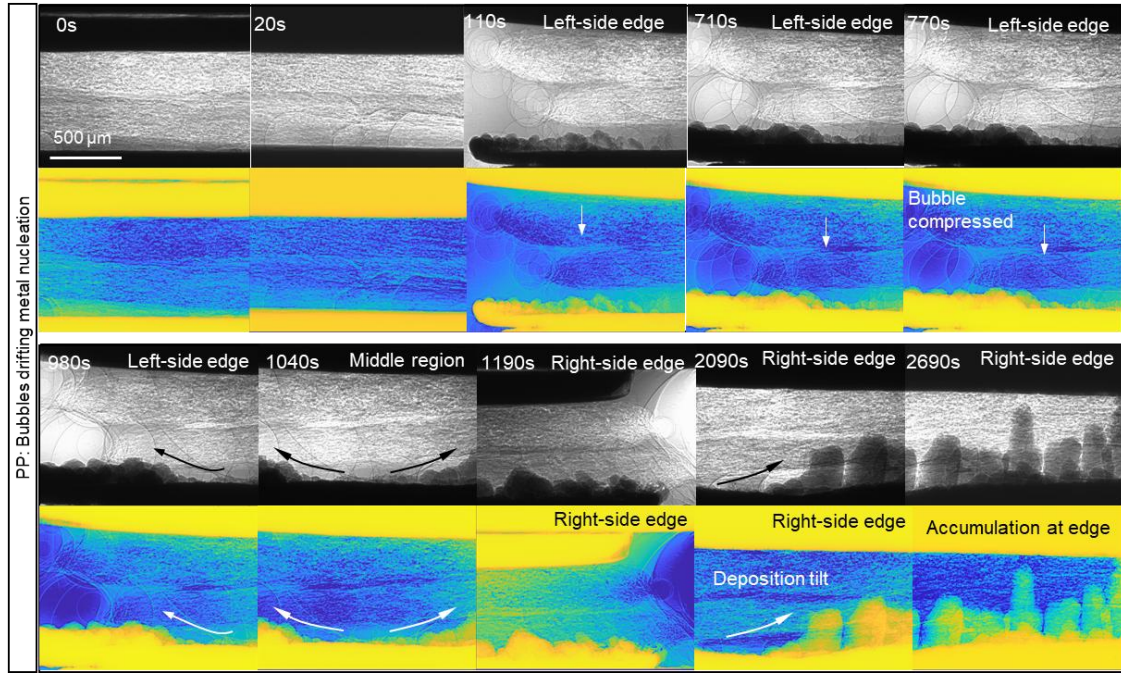 PP: Bubbles drifting metal nucleation
0s
20s
110s Left-side edge
710s Left-side edge
770s Left-side edge
500 µm
Bubble
compressed
980s Left-side edge
1040s Middle region
1190s Right-side edge
2090s Right-side edge
2690s Right-side edge
Right-side edge
Right-side edge
Accumulation at edge
Deposition tilt